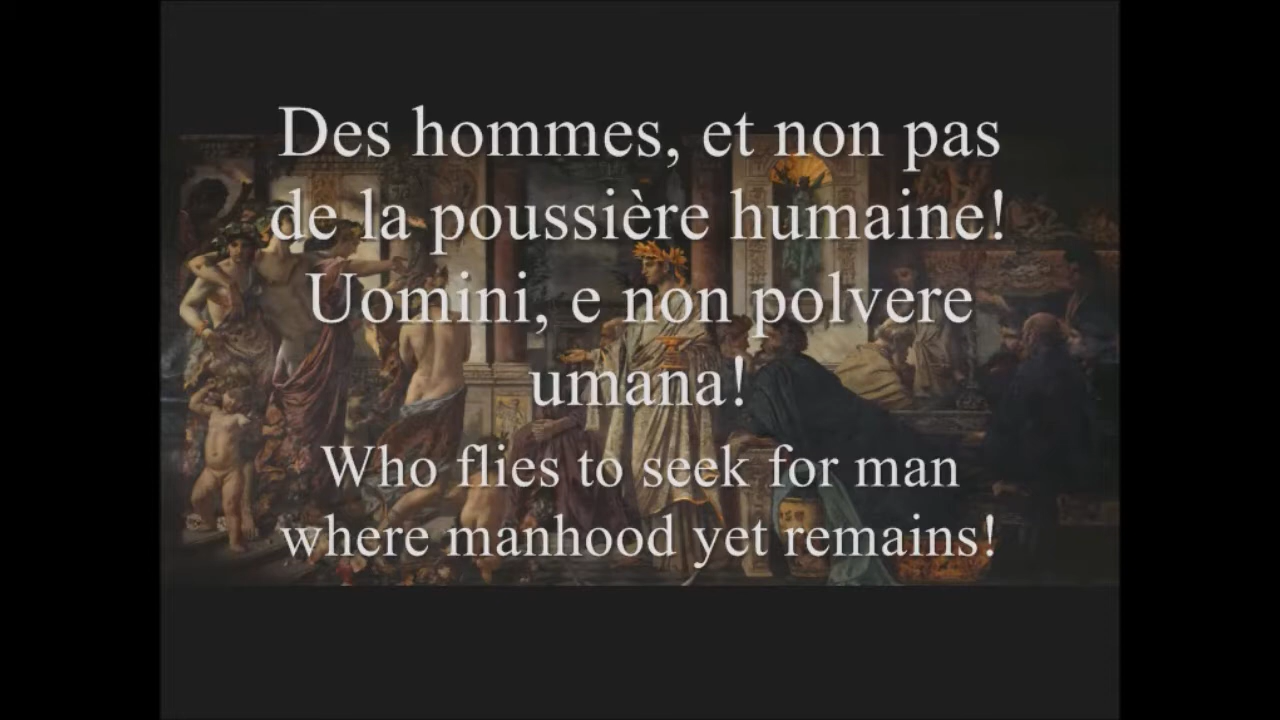 Des hommes, et non pas
de la poussière humaine!
Uomini, e non polvere
umana!
Who flies to seek for man
where manhood yet remains!